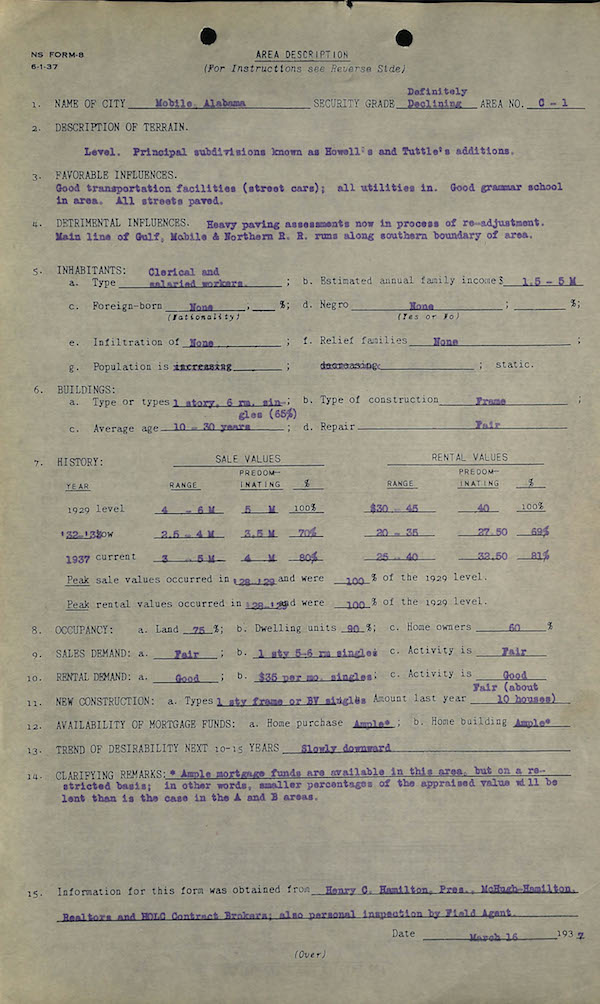 NS FORM-8
6-1-37
AREA DESCRIPTION
(For Instructions see Reverse Side)
1. NAME OF CITY Mobile, Alabama SECURITY GRADE Definitely Declining AREA NO. C - 1
2. DESCRIPTION OF TERRAIN.
Level. Principal subdivisions known as Howell's and Tuttle's additions.
3. FAVORABLE INFLUENCES.
Good transportation facilities (street cars); all utilities in. Good grammar school
in area. All streets paved.
4. DETRIMENTAL INFLUENCES. Heavy paving assessments now in process of re-adjustment.
Main line of Gulf, Mobile & Northern R. R. runs along southern boundary of area.
5. INHABITANTS: Clerical and
a. Type salaried workers. ; b. Estimated annual family income $ 1.5 - 5 M
c. Foreign-born None , %; d. Negro None ; %;
(Nationality) (Yes or No)
e. Infiltration of None ; f. Relief families None ;
g. Population is increasing ; decreasing ; static.
6. BUILDINGS:
a. Type or types 1 story, 6 rm. sin-; b. Type of construction Frame ;
gles (65%)
c. Average age 10 - 30 years ; d. Repair Fair
7. HISTORY: SALE VALUES RENTAL VALUES
PREDOM- PREDOM-
YEAR RANGE INATING % RANGE INATING %
1929 level 4 - 6 M 5 M 100% $30 - 45 40 100%
'32-'33 low 2.5 - 4 M 3.5 M 70% 20 - 35 27.50 69%
1937 current 3 - 5 M 4 M 80% 25 - 40 32.50 81%
Peak sale values occurred in '28-'29 and were 100 % of the 1929 level.
Peak rental values occurred in '28-'29 and were 100 % of the 1929 level.
8. OCCUPANCY: a. Land 75 %; b. Dwelling units 90 %; c. Home owners 60 %
9. SALES DEMAND: a. Fair ; b. 1 sty 5-6 rm singles c. Activity is Fair
10. RENTAL DEMAND: a. Good ; b. $35 per mo. singles; c. Activity is Good
Fair (about
11. NEW CONSTRUCTION: a. Types 1 sty frame or BV singles Amount last year 10 houses)
12. AVAILABILITY OF MORTGAGE FUNDS: a. Home purchase Ample* ; b. Home building Ample*
13. TREND OF DESIRABILITY NEXT 10-15 YEARS Slowly downward
14. CLARIFYING REMARKS: * Ample mortgage funds are available in this area, but on a re-
stricted basis; in other words, smaller percentages of the appraised value will be
lent than is the case in the A and B areas.
15. Information for this form was obtained from Henry C. Hamilton, Pres., McHugh-Hamilton,
Realtors and HOLC Contract Brokers; also personal inspection by Field Agent.
Date March 16 1937
(Over)